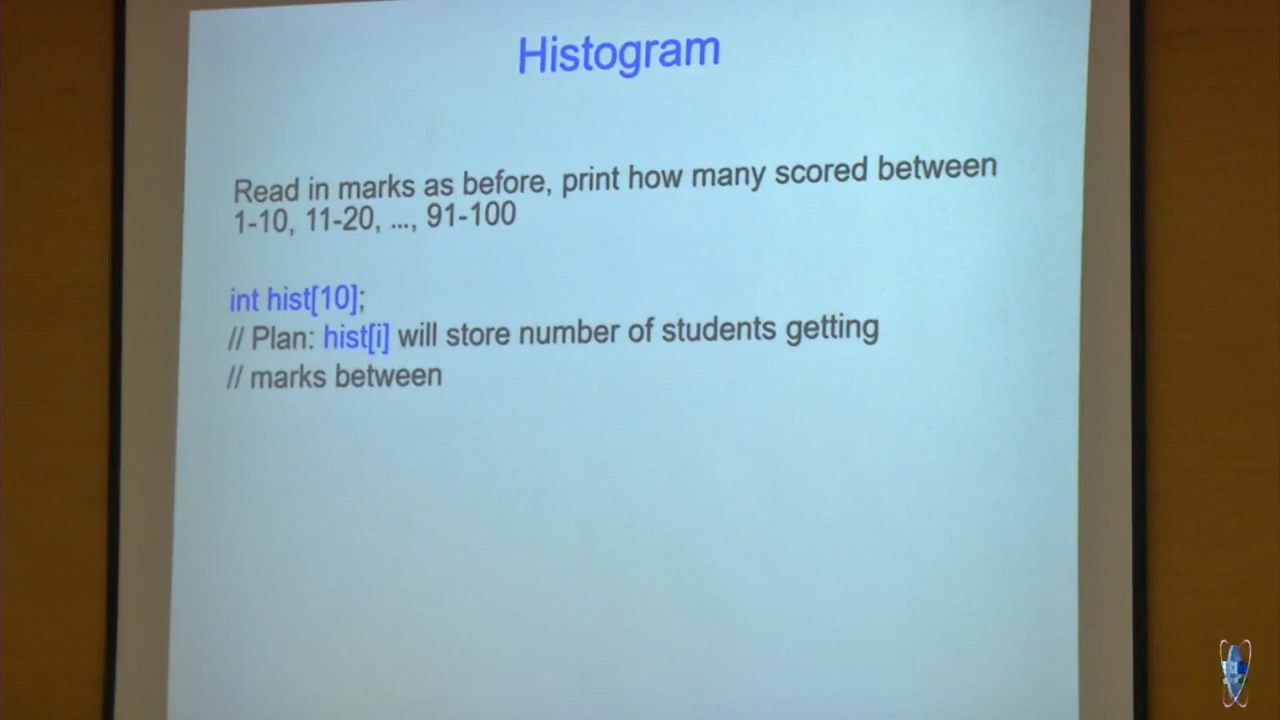 Histogram
Read in marks as before, print how many scored between
1-10, 11-20, ..., 91-100
int hist[10];
// Plan: hist[i] will store number of students getting
// marks between